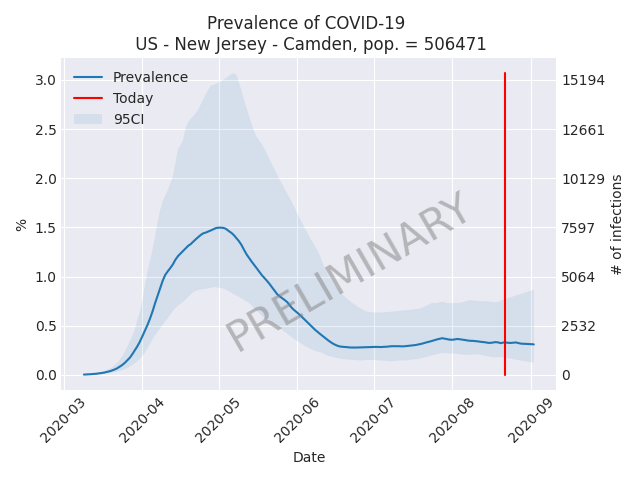 Prevalence of COVID-19
US - New Jersey - Camden, pop. = 506471
Prevalence
Today
95CI
3.0
2.5
2.0
1.5
1.0
0.5
0.0
%
15194
12661
10129
7597
5064
2532
0
# of infections
PRELIMINARY
2020-03
2020-04
2020-05
2020-06
2020-07
2020-08
2020-09
Date